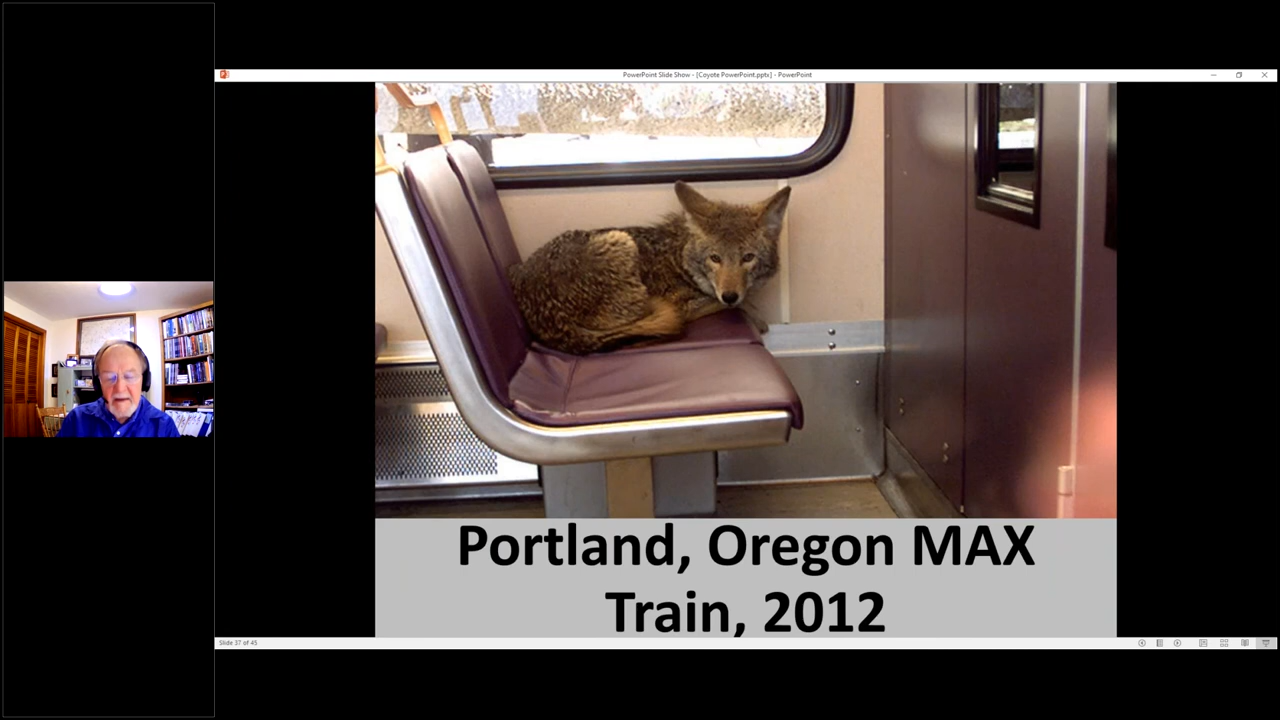 PowerPoint Slide Show - [Coyote PowerPoint.pptx] - PowerPoint
Portland, Oregon MAX
Train, 2012
Slide 37 of 45